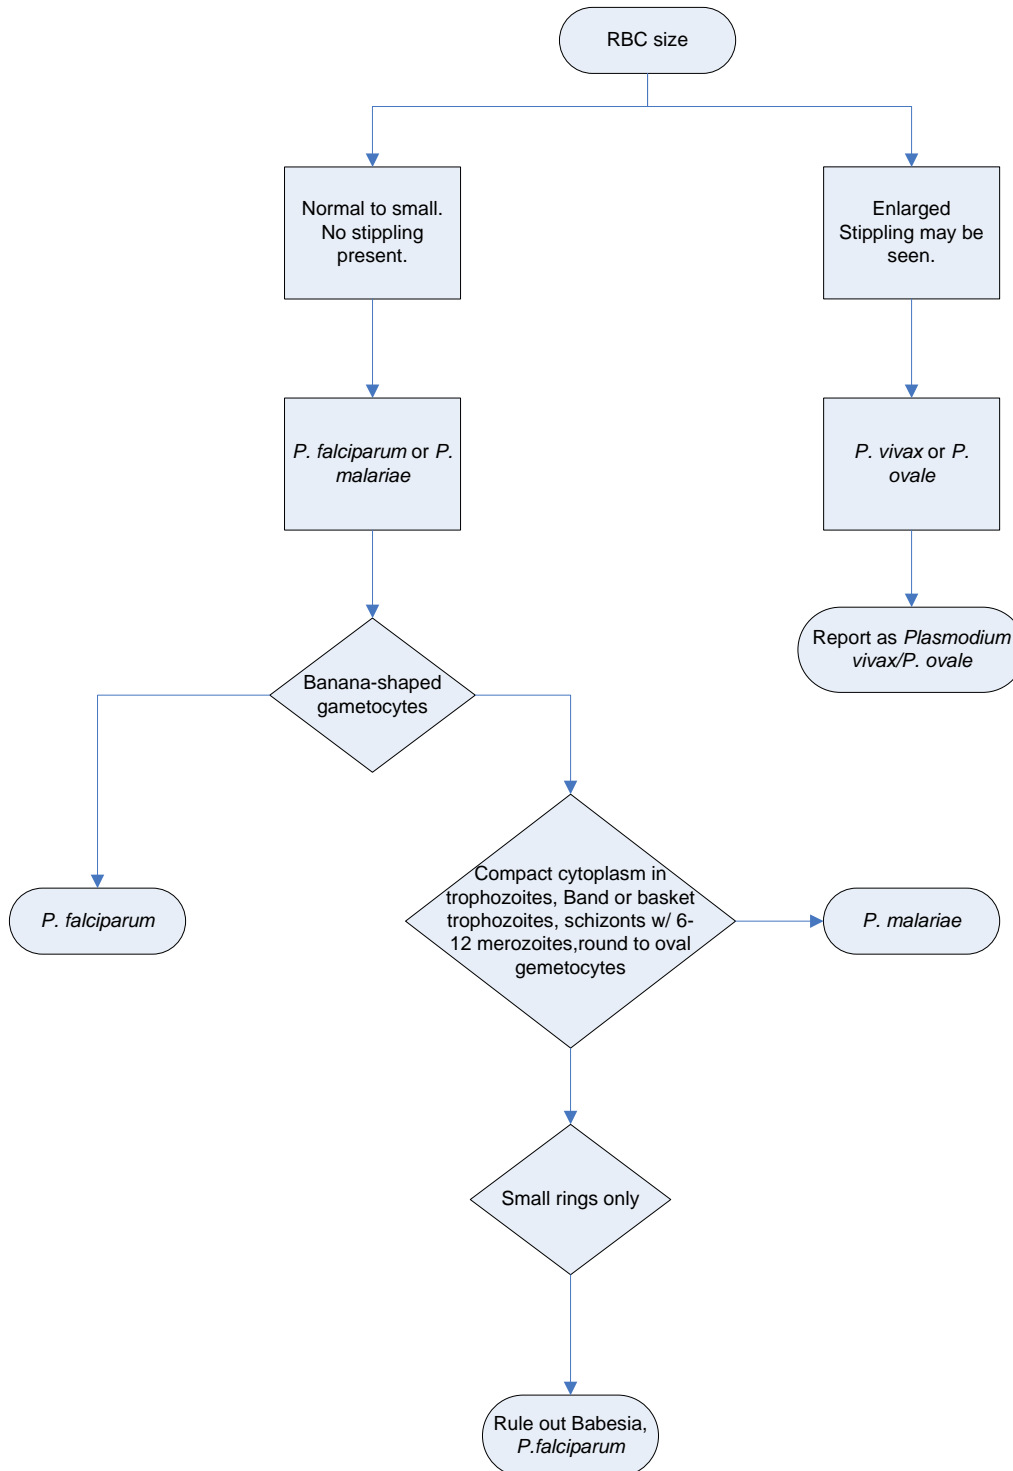 RBC size
Normal to small.
No stippling
present.
Enlarged
Stippling may be
seen.
P. falciparum or P.
malariae
P. vivax or P.
ovale
Report as Plasmodium
vivax/P. ovale
Banana-shaped
gametocytes
P. falciparum
Compact cytoplasm in
trophozoites, Band or basket
trophozoites, schizonts w/ 6-
12 merozoites,round to oval
gemetocytes
P. malariae
Small rings only
Rule out Babesia,
P.falciparum